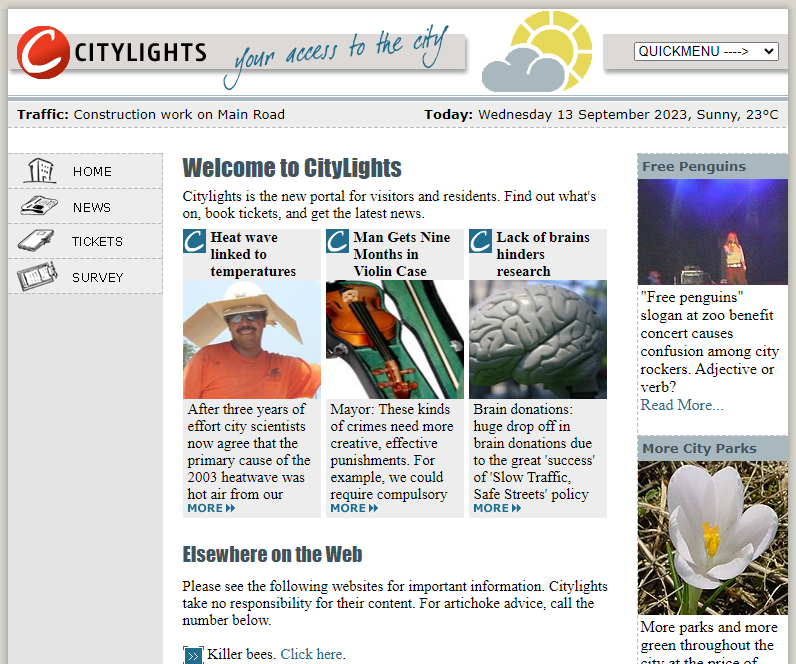 CITYLIGHTS your access to the city
QUICKMENU ---->
Traffic: Construction work on Main Road
Today: Wednesday 13 September 2023, Sunny, 23°C
HOME
NEWS
TICKETS
SURVEY
Welcome to CityLights
Citylights is the new portal for visitors and residents. Find out what's
on, book tickets, and get the latest news.
Heat wave
linked to
temperatures
After three years of
effort city scientists
now agree that the
primary cause of the
2003 heatwave was
hot air from our
MORE
Man Gets Nine
Months in
Violin Case
Mayor: These kinds
of crimes need more
creative, effective
punishments. For
example, we could
require compulsory
MORE
Lack of brains
hinders
research
Brain donations:
huge drop off in
brain donations due
to the great 'success'
of 'Slow Traffic,
Safe Streets' policy
MORE
Elsewhere on the Web
Please see the following websites for important information. Citylights
take no responsibility for their content. For artichoke advice, call the
number below.
Killer bees. Click here.
Free Penguins
"Free penguins"
slogan at zoo benefit
concert causes
confusion among city
rockers. Adjective or
verb?
Read More...
More City Parks
More parks and more
green throughout the
city at the price of